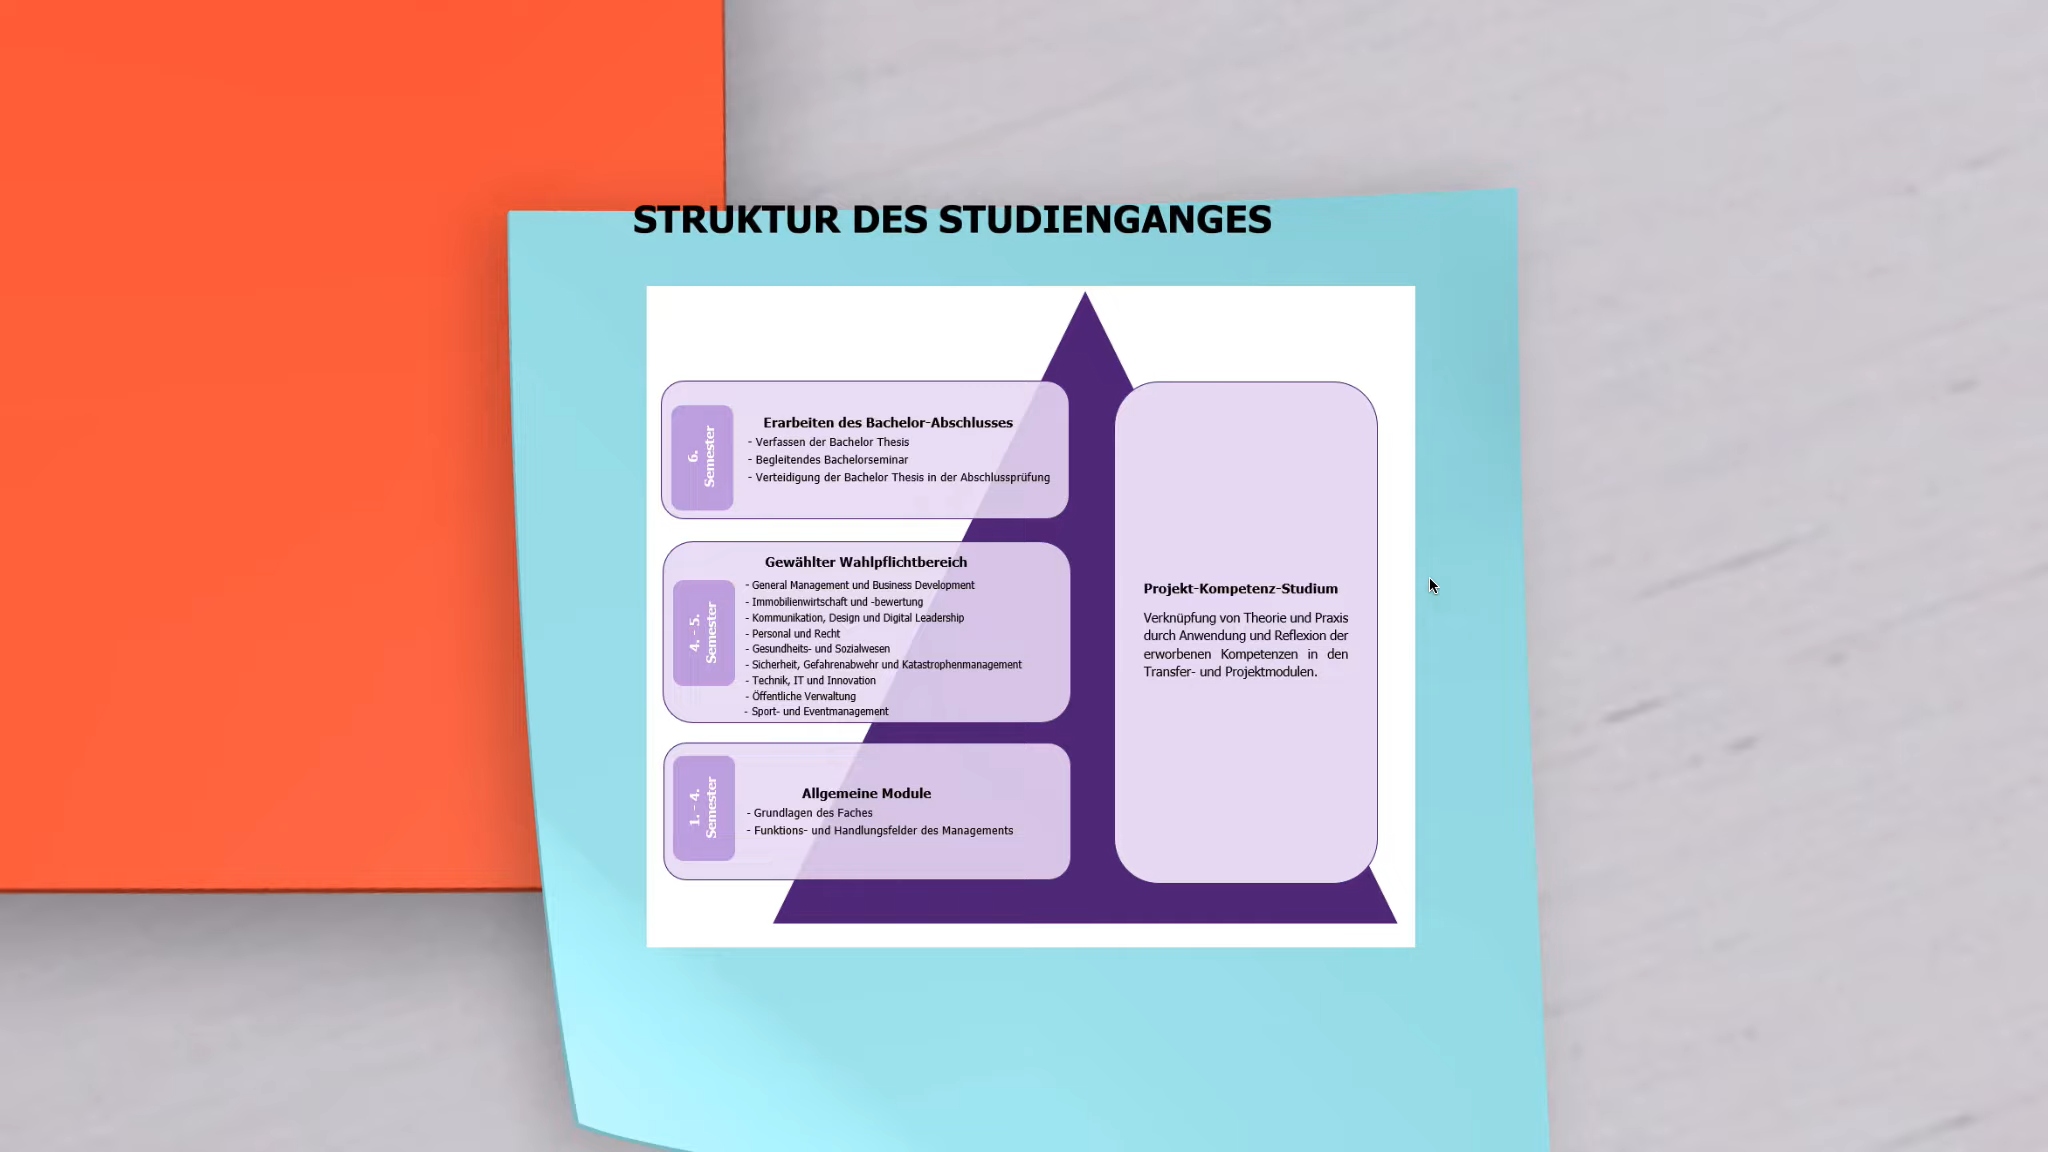 STRUKTUR DES STUDIENGANGES
6.
Semester
Erarbeiten des Bachelor-Abschlusses
- Verfassen der Bachelor Thesis
- Begleitendes Bachelorseminar
- Verteidigung der Bachelor Thesis in der Abschlussprüfung
4. - 5.
Semester
Gewählter Wahlpflichtbereich
- General Management und Business Development
- Immobilienwirtschaft und -bewertung
- Kommunikation, Design und Digital Leadership
- Personal und Recht
- Gesundheits- und Sozialwesen
- Sicherheit, Gefahrenabwehr und Katastrophenmanagement
- Technik, IT und Innovation
- Öffentliche Verwaltung
- Sport- und Eventmanagement
1. - 4.
Semester
Allgemeine Module
- Grundlagen des Faches
- Funktions- und Handlungsfelder des Managements
Projekt-Kompetenz-Studium
Verknüpfung von Theorie und Praxis
durch Anwendung und Reflexion der
erworbenen Kompetenzen in den
Transfer- und Projektmodulen.